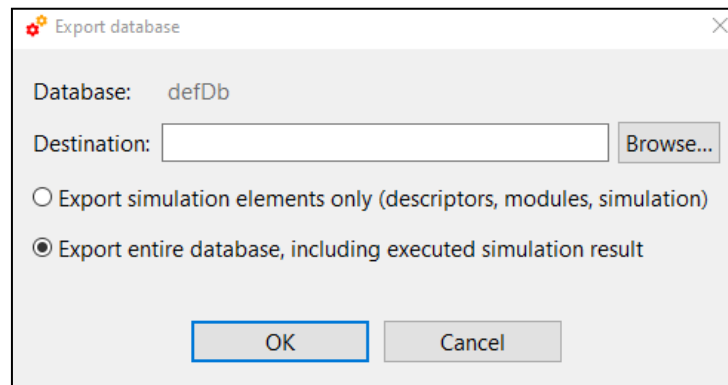 Export database
Database: defDb
Destination: Browse...
Export simulation elements only (descriptors, modules, simulation)
Export entire database, including executed simulation result
OK Cancel